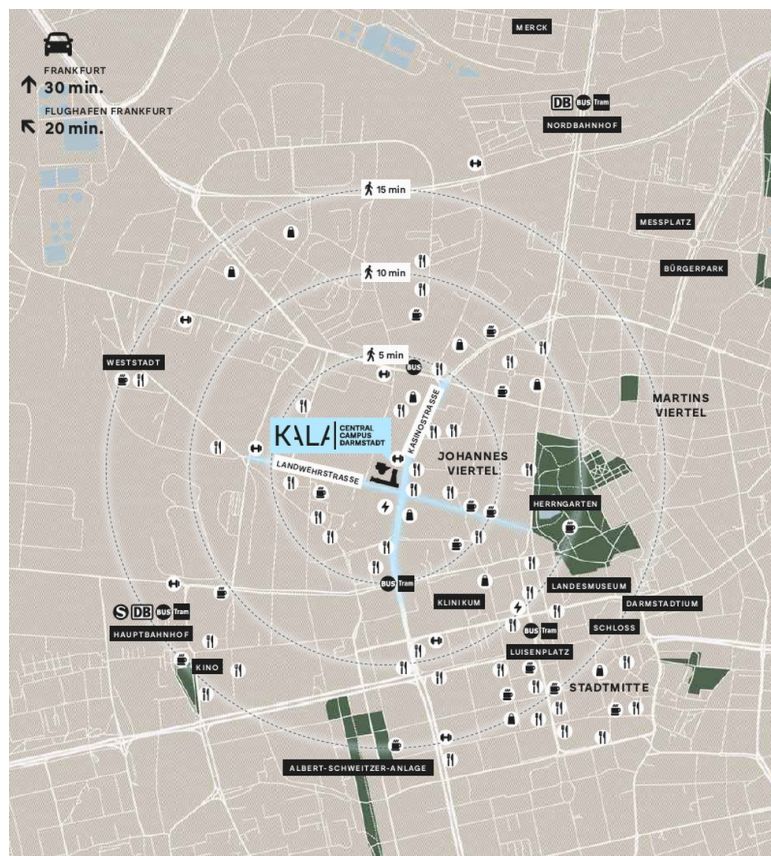 MERCK
FRANKFURT
30 min.
FLUGHAFEN FRANKFURT
20 min.
DB BUS Tram
NORDBAHNHOF
15 min
MESSPLATZ
BÜRGERPARK
10 min
5 min
BUS
WESTSTADT
MARTINS
VIERTEL
KASINOSTRASSE
KALA CENTRAL
CAMPUS
DARMSTADT
JOHANNES
VIERTEL
LANDWEHRSTRASSE
HERRNGARTEN
BUS Tram
LANDESMUSEUM
KLINIKUM
DARMSTADTIUM
S DB BUS Tram
HAUPTBAHNHOF
SCHLOSS
BUS Tram
LUISENPLATZ
KINO
STADTMITTE
ALBERT-SCHWEITZER-ANLAGE